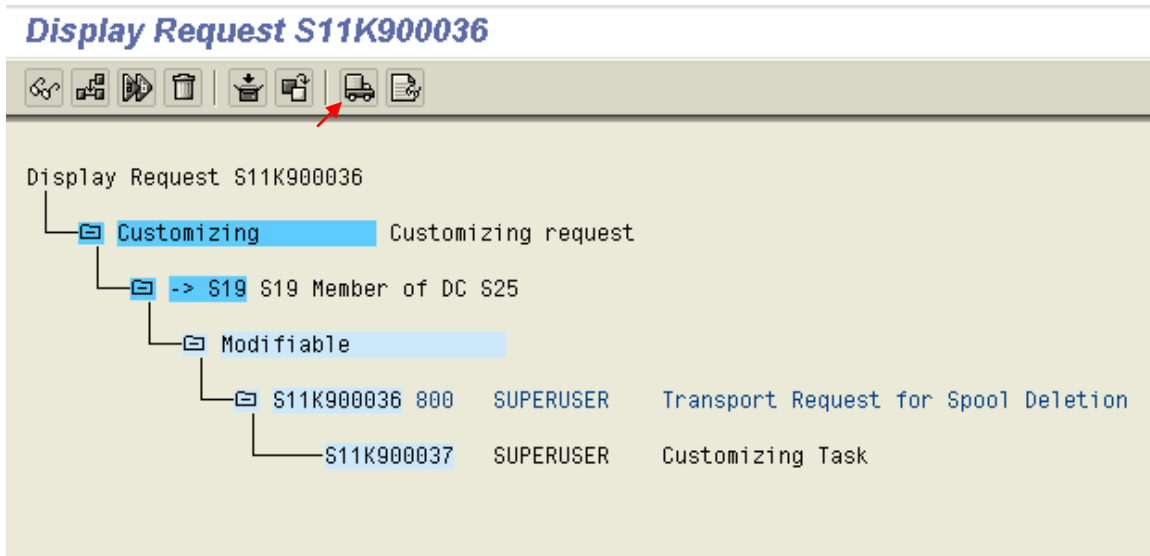 Display Request S11K900036
Display Request S11K900036
Customizing Customizing request
-> S19 S19 Member of DC S25
Modifiable
S11K900036 800 SUPERUSER Transport Request for Spool Deletion
S11K900037 SUPERUSER Customizing Task